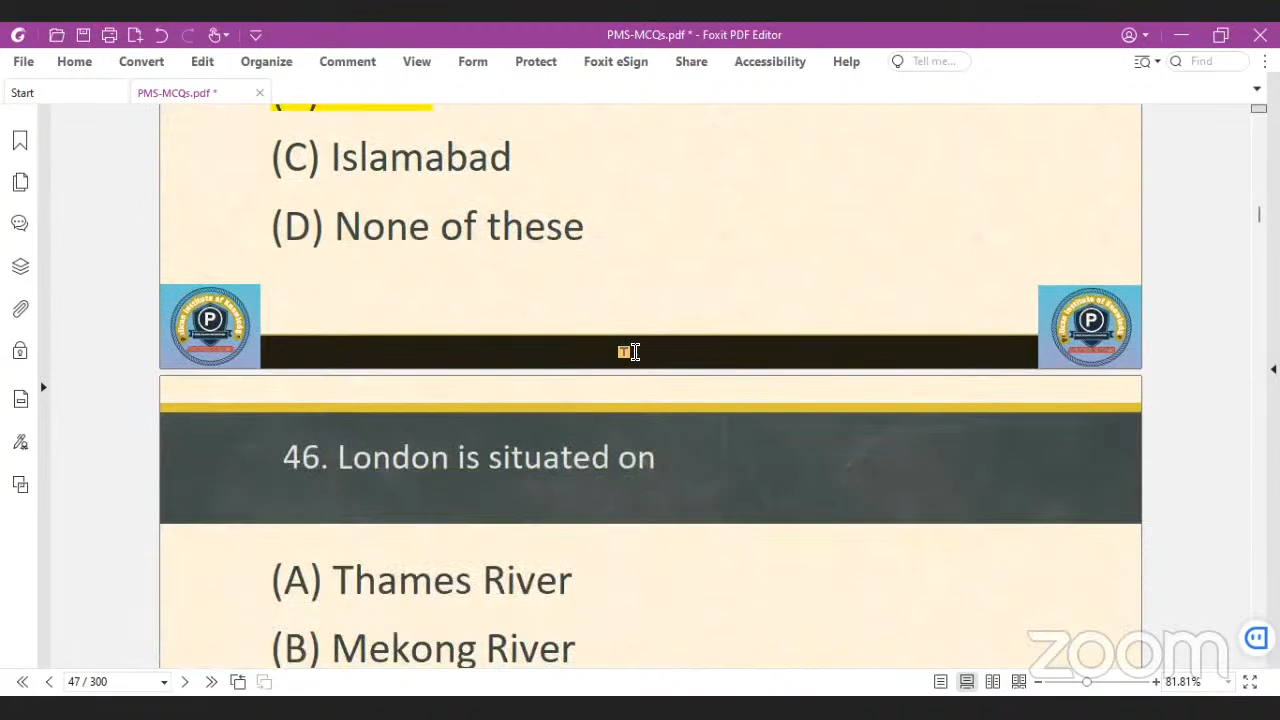 PMS-MCQs.pdf * - Foxit PDF Editor
File Home Convert Edit Organize Comment View Form Protect Foxit eSign Share Accessibility Help Tell me... Find
Start PMS-MCQs.pdf *
(C) Islamabad
(D) None of these
P
P
T
46. London is situated on
(A) Thames River
(B) Mekong River
zoom
47 / 300
81.81%